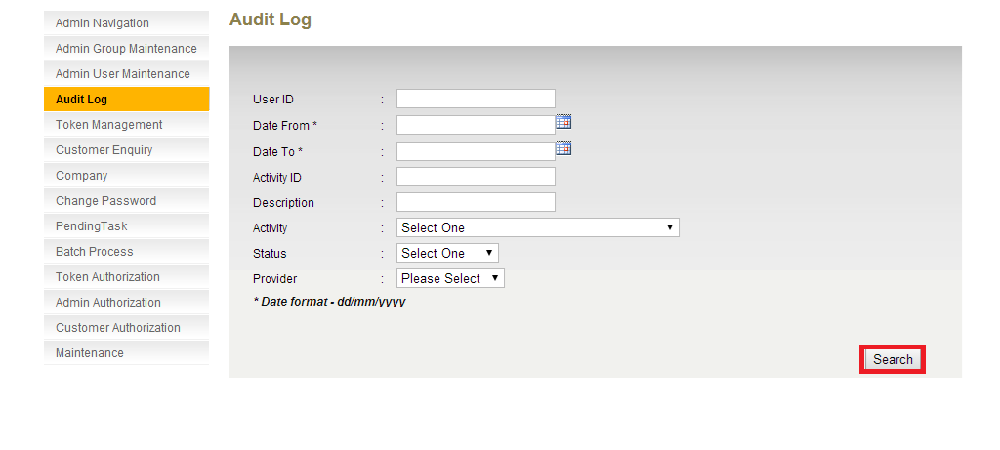 Admin Navigation
Admin Group Maintenance
Admin User Maintenance
Audit Log
Token Management
Customer Enquiry
Company
Change Password
PendingTask
Batch Process
Token Authorization
Admin Authorization
Customer Authorization
Maintenance
Audit Log
User ID :
Date From * :
Date To * :
Activity ID :
Description :
Activity : Select One
Status : Select One
Provider : Please Select
* Date format - dd/mm/yyyy
Search